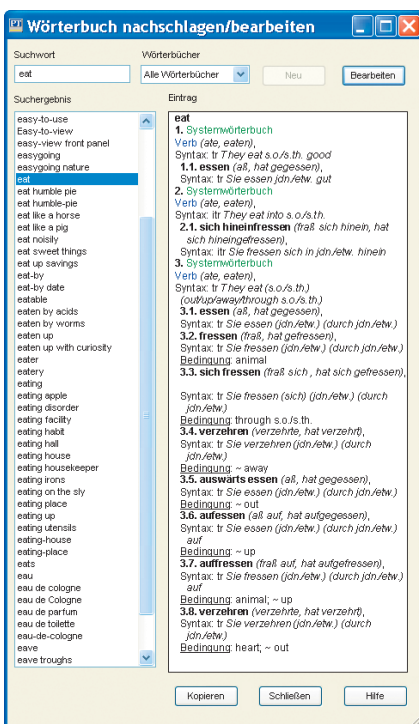 PT Wörterbuch nachschlagen/bearbeiten
Suchwort
Wörterbücher
eat
Alle Wörterbücher
Neu
Bearbeiten
Suchergebnis
easy-to-use
Easy-to-view
easy-view front panel
easygoing
easygoing nature
eat
eat humble pie
eat humble-pie
eat like a horse
eat like a pig
eat noisily
eat sweet things
eat up savings
eat-by
eat-by date
eatable
eaten by acids
eaten by worms
eaten up
eaten up with curiosity
eater
eatery
eating
eating apple
eating disorder
eating facility
eating habit
eating hall
eating house
eating housekeeper
eating irons
eating on the sly
eating place
eating up
eating utensils
eating-house
eating-place
eats
eau
eau de cologne
eau de Cologne
eau de parfum
eau de toilette
eau-de-cologne
eave
eave troughs
Eintrag
eat
1. Systemwörterbuch
Verb (ate, eaten),
Syntax: tr They eat s.o./s.th. good
1.1. essen (aß, hat gegessen),
Syntax: tr Sie essen jdn./etw. gut
2. Systemwörterbuch
Verb (ate, eaten),
Syntax: itr They eat into s.o./s.th.
2.1. sich hineinfressen (fraß sich hinein, hat
sich hineingefressen),
Syntax: itr Sie fressen sich in jdn./etw. hinein
3. Systemwörterbuch
Verb (ate, eaten),
Syntax: tr They eat (s.o./s.th.)
(out/up/away/through s.o./s.th.)
3.1. essen (aß, hat gegessen),
Syntax: tr Sie essen (jdn./etw.) (durch jdn./etw.)
3.2. fressen (fraß, hat gefressen),
Syntax: tr Sie fressen (jdn./etw.) (durch jdn./etw.)
Bedingung: animal
3.3. sich fressen (fraß sich , hat sich gefressen),
Syntax: tr Sie fressen (sich) (jdn./etw.) (durch
jdn./etw.)
Bedingung: through s.o./s.th.
3.4. verzehren (verzehrte, hat verzehrt),
Syntax: tr Sie verzehren (jdn./etw.) (durch
jdn./etw.)
Bedingung: ~ away
3.5. auswärts essen (aß, hat gegessen),
Syntax: tr Sie essen (jdn./etw.) (durch jdn./etw.)
Bedingung: ~ out
3.6. aufessen (aß auf, hat aufgegessen),
Syntax: tr Sie essen (jdn./etw.) (durch jdn./etw.)
auf
Bedingung: ~ up
3.7. auffressen (fraß auf, hat aufgefressen),
Syntax: tr Sie fressen (jdn./etw.) (durch jdn./etw.)
auf
Bedingung: animal; ~ up
3.8. verzehren (verzehrte, hat verzehrt),
Syntax: tr Sie verzehren (jdn./etw.) (durch
jdn./etw.)
Bedingung: heart; ~ out
Kopieren
Schließen
Hilfe